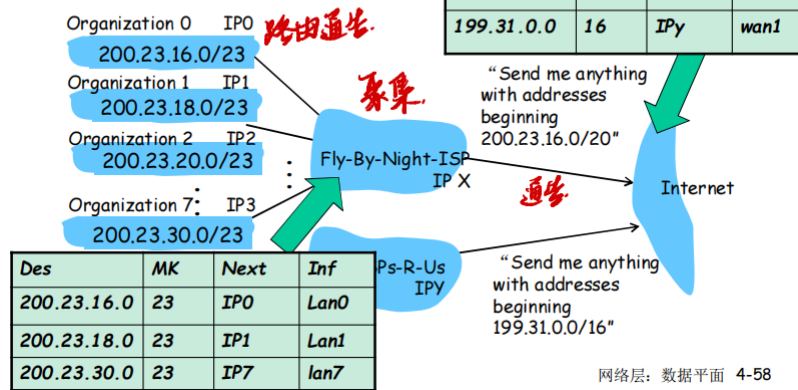 Organization 0 IP0
200.23.16.0/23
路由通告.
199.31.0.0 16 IPy wan1
Organization 1 IP1
200.23.18.0/23
聚集.
“Send me anything
with addresses
beginning
200.23.16.0/20”
Organization 2 IP2
200.23.20.0/23
Fly-By-Night-ISP
IP X
通告
Internet
Organization 7 IP3
200.23.30.0/23
Ps-R-Us
IPY
“Send me anything
with addresses
beginning
199.31.0.0/16”
Des MK Next Inf
200.23.16.0 23 IP0 Lan0
200.23.18.0 23 IP1 Lan1
200.23.30.0 23 IP7 lan7
网络层：数据平面 4-58